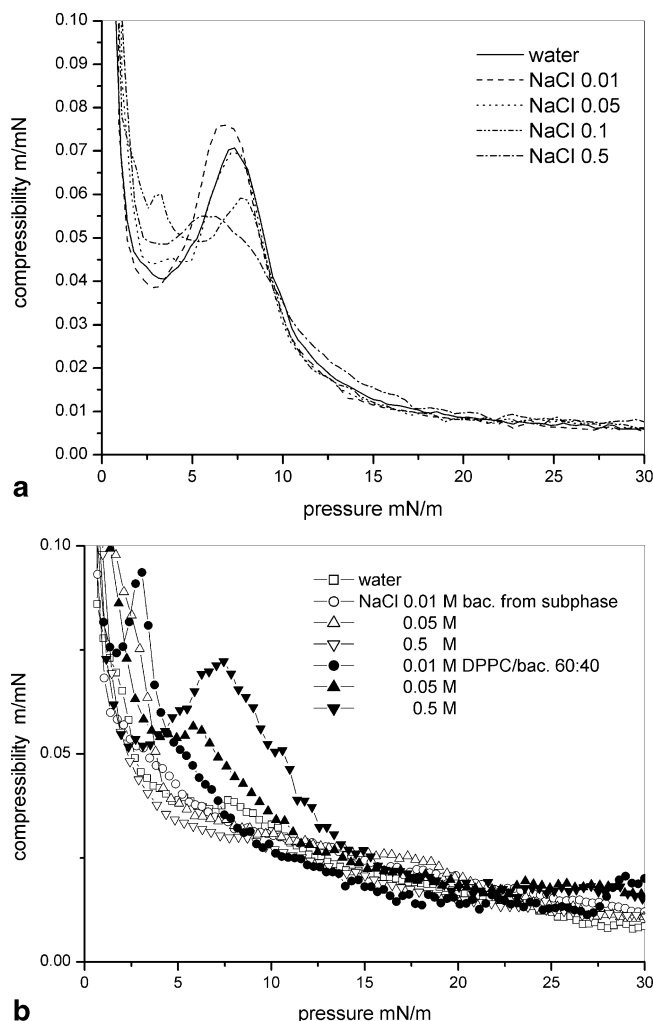 0.10
0.09
0.08
0.07
0.06
0.05
0.04
0.03
0.02
0.01
0.00
compressibility m/mN
water
NaCl 0.01
NaCl 0.05
NaCl 0.1
NaCl 0.5
0 5 10 15 20 25 30
pressure mN/m
a
0.10
0.05
0.00
compressibility m/mN
water
NaCl 0.01 M bac. from subphase
0.05 M
0.5 M
0.01 M DPPC/bac. 60:40
0.05 M
0.5 M
0 5 10 15 20 25 30
pressure mN/m
b